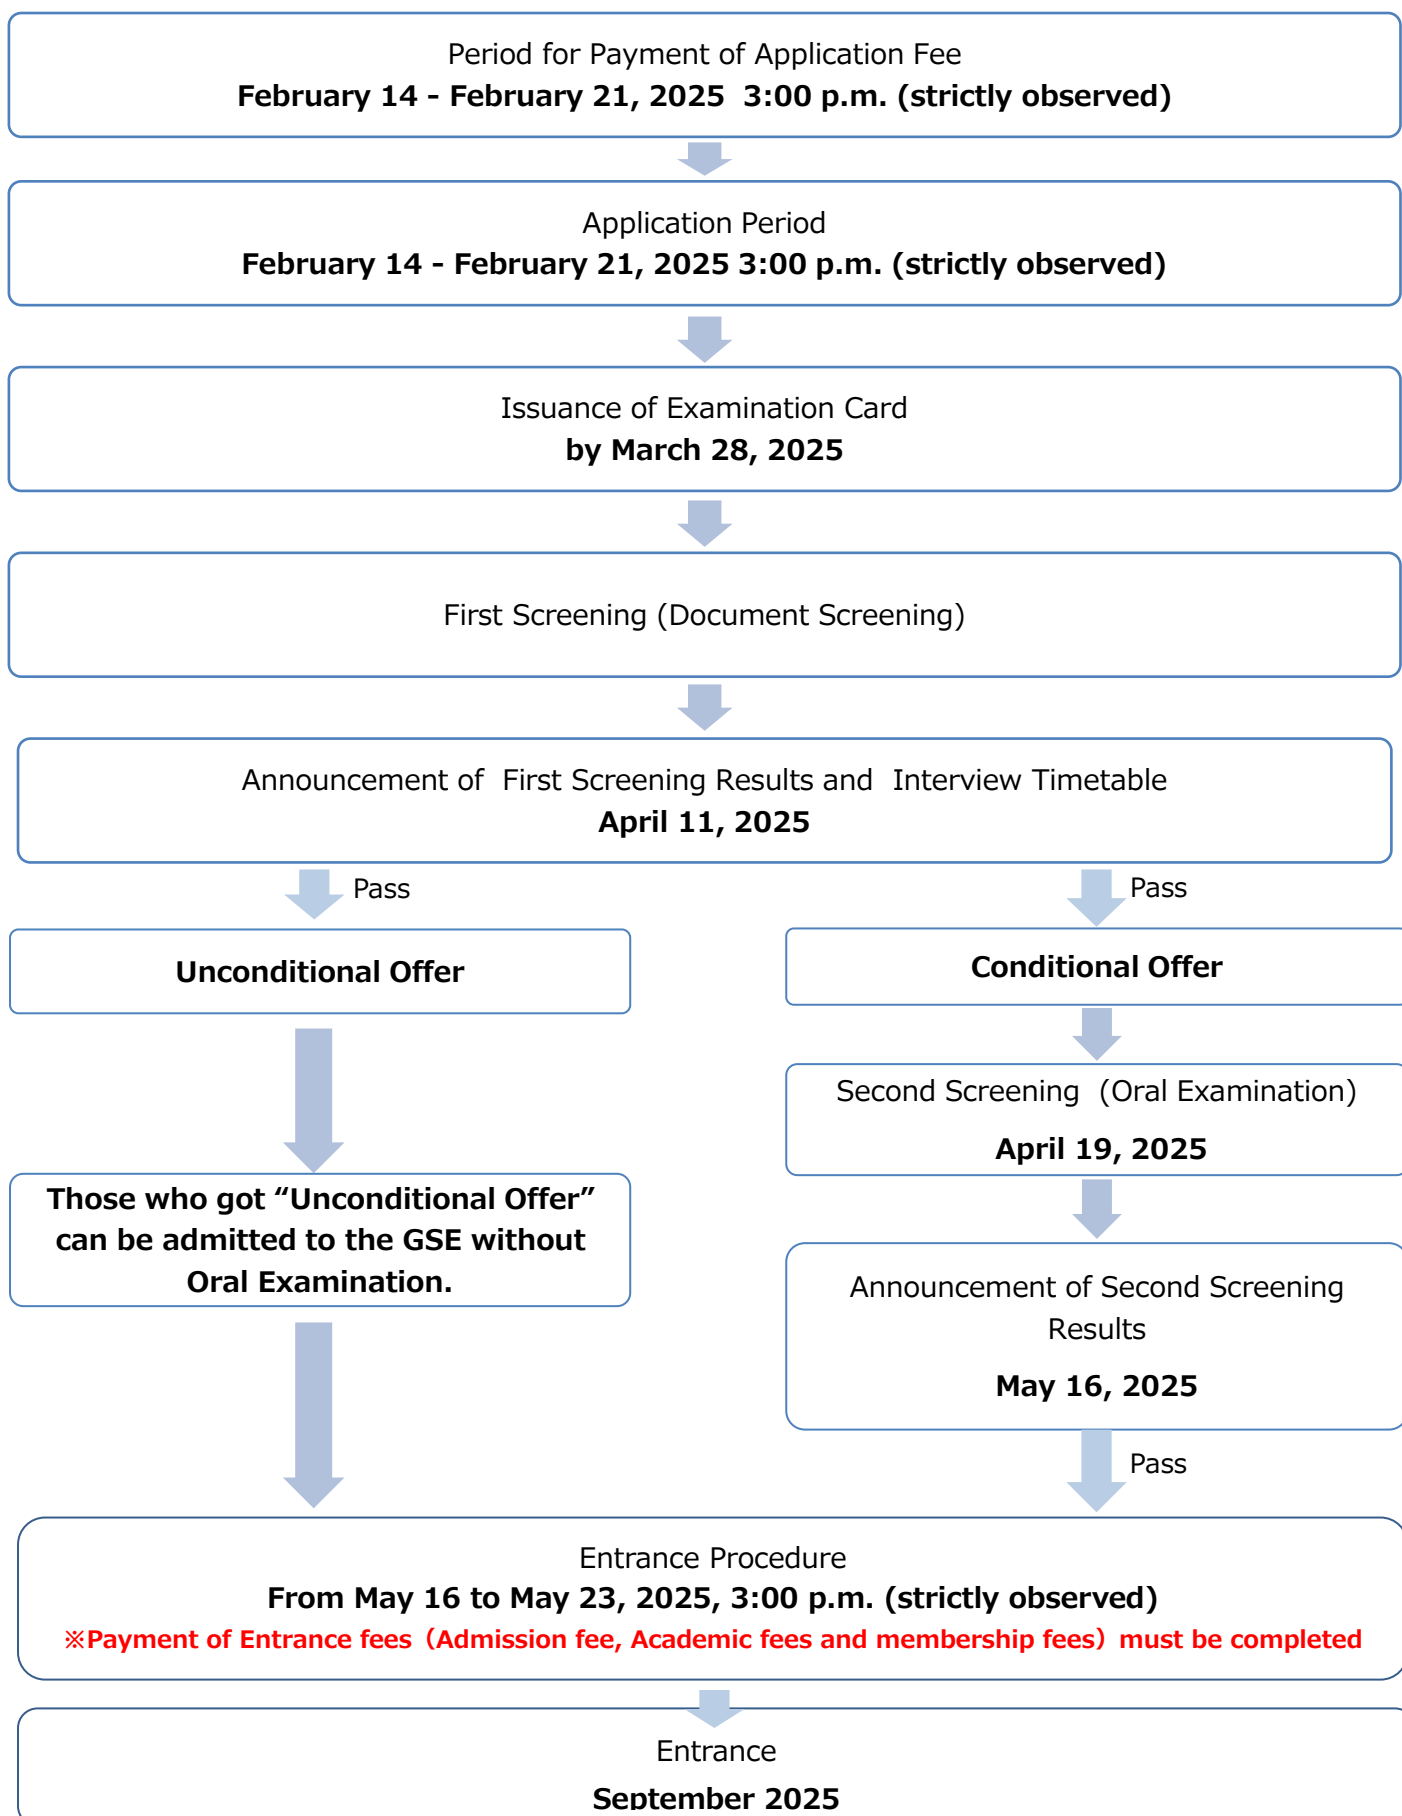 Period for Payment of Application Fee
February 14 - February 21, 2025  3:00 p.m. (strictly observed)
Application Period
February 14 - February 21, 2025 3:00 p.m. (strictly observed)
Issuance of Examination Card
by March 28, 2025
First Screening (Document Screening)
Announcement of  First Screening Results and  Interview Timetable
April 11, 2025
Pass
Pass
Unconditional Offer
Conditional Offer
Second Screening  (Oral Examination)
April 19, 2025
Those who got “Unconditional Offer”
can be admitted to the GSE without
Oral Examination.
Announcement of Second Screening
Results
May 16, 2025
Pass
Entrance Procedure
From May 16 to May 23, 2025, 3:00 p.m. (strictly observed)
※Payment of Entrance fees（Admission fee, Academic fees and membership fees）must be completed
Entrance
September 2025